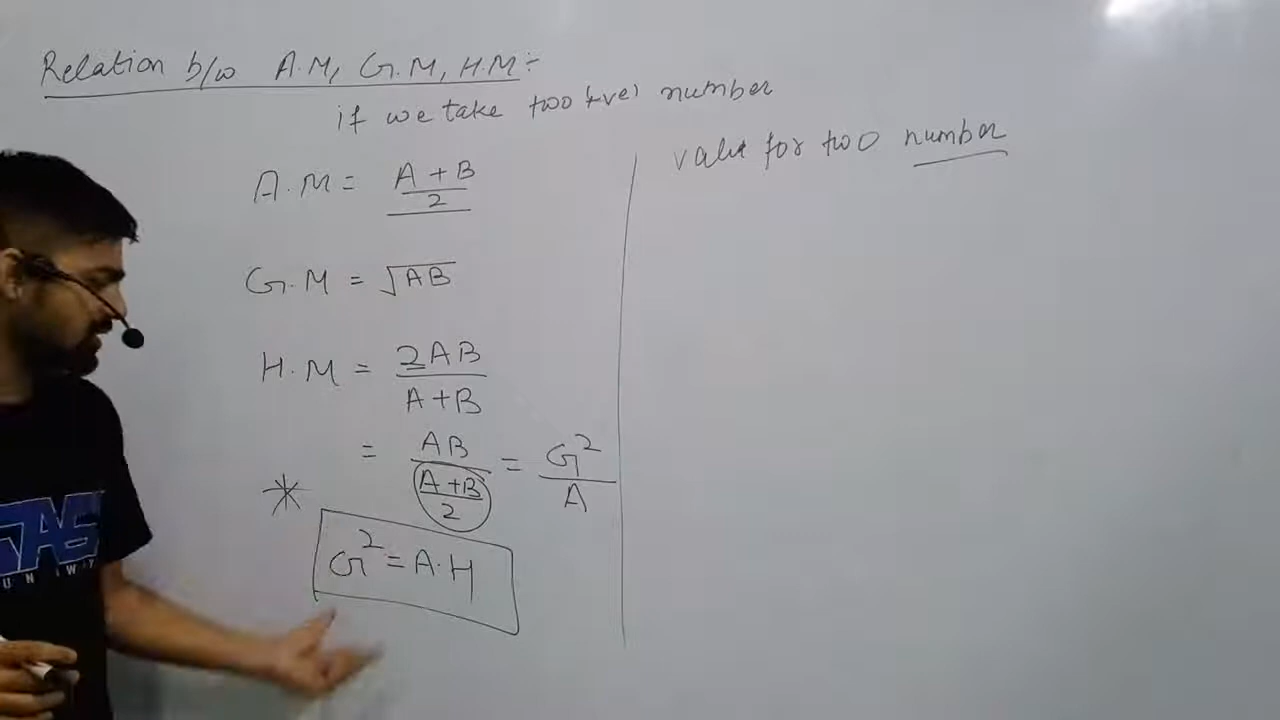 Relation b/w A.M, G.M, H.M :-
if we take two +ve number
valid for two number
A.M = A + B / 2
G.M = √AB
H.M = 2AB / A + B
= AB / (A + B / 2) = G² / A
* G² = A.H